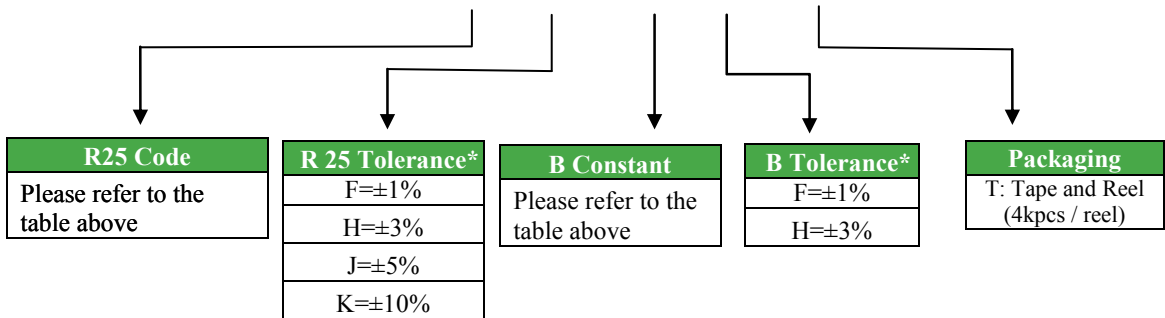 R25 Code
Please refer to the
table above
R 25 Tolerance*
F=±1%
H=±3%
J=±5%
K=±10%
B Constant
Please refer to the
table above
B Tolerance*
F=±1%
H=±3%
Packaging
T: Tape and Reel
(4kpcs / reel)